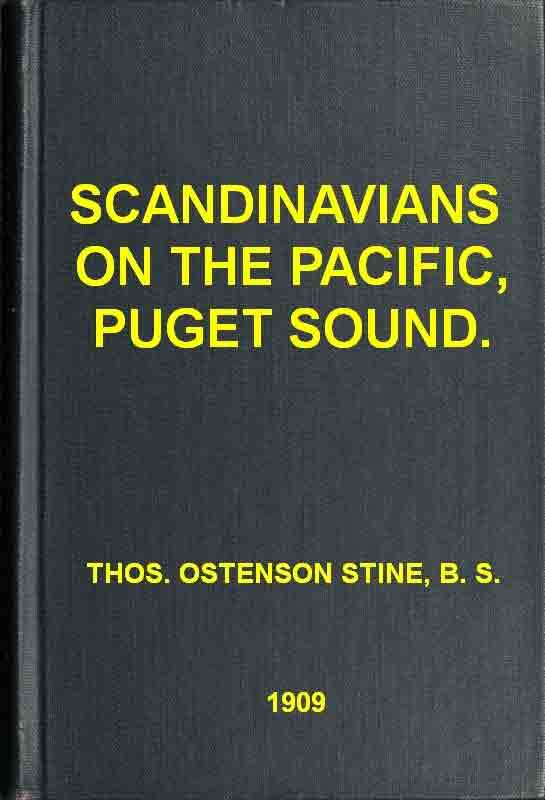 SCANDINAVIANS
ON THE PACIFIC,
PUGET SOUND.
THOS. OSTENSON STINE, B. S.
1909